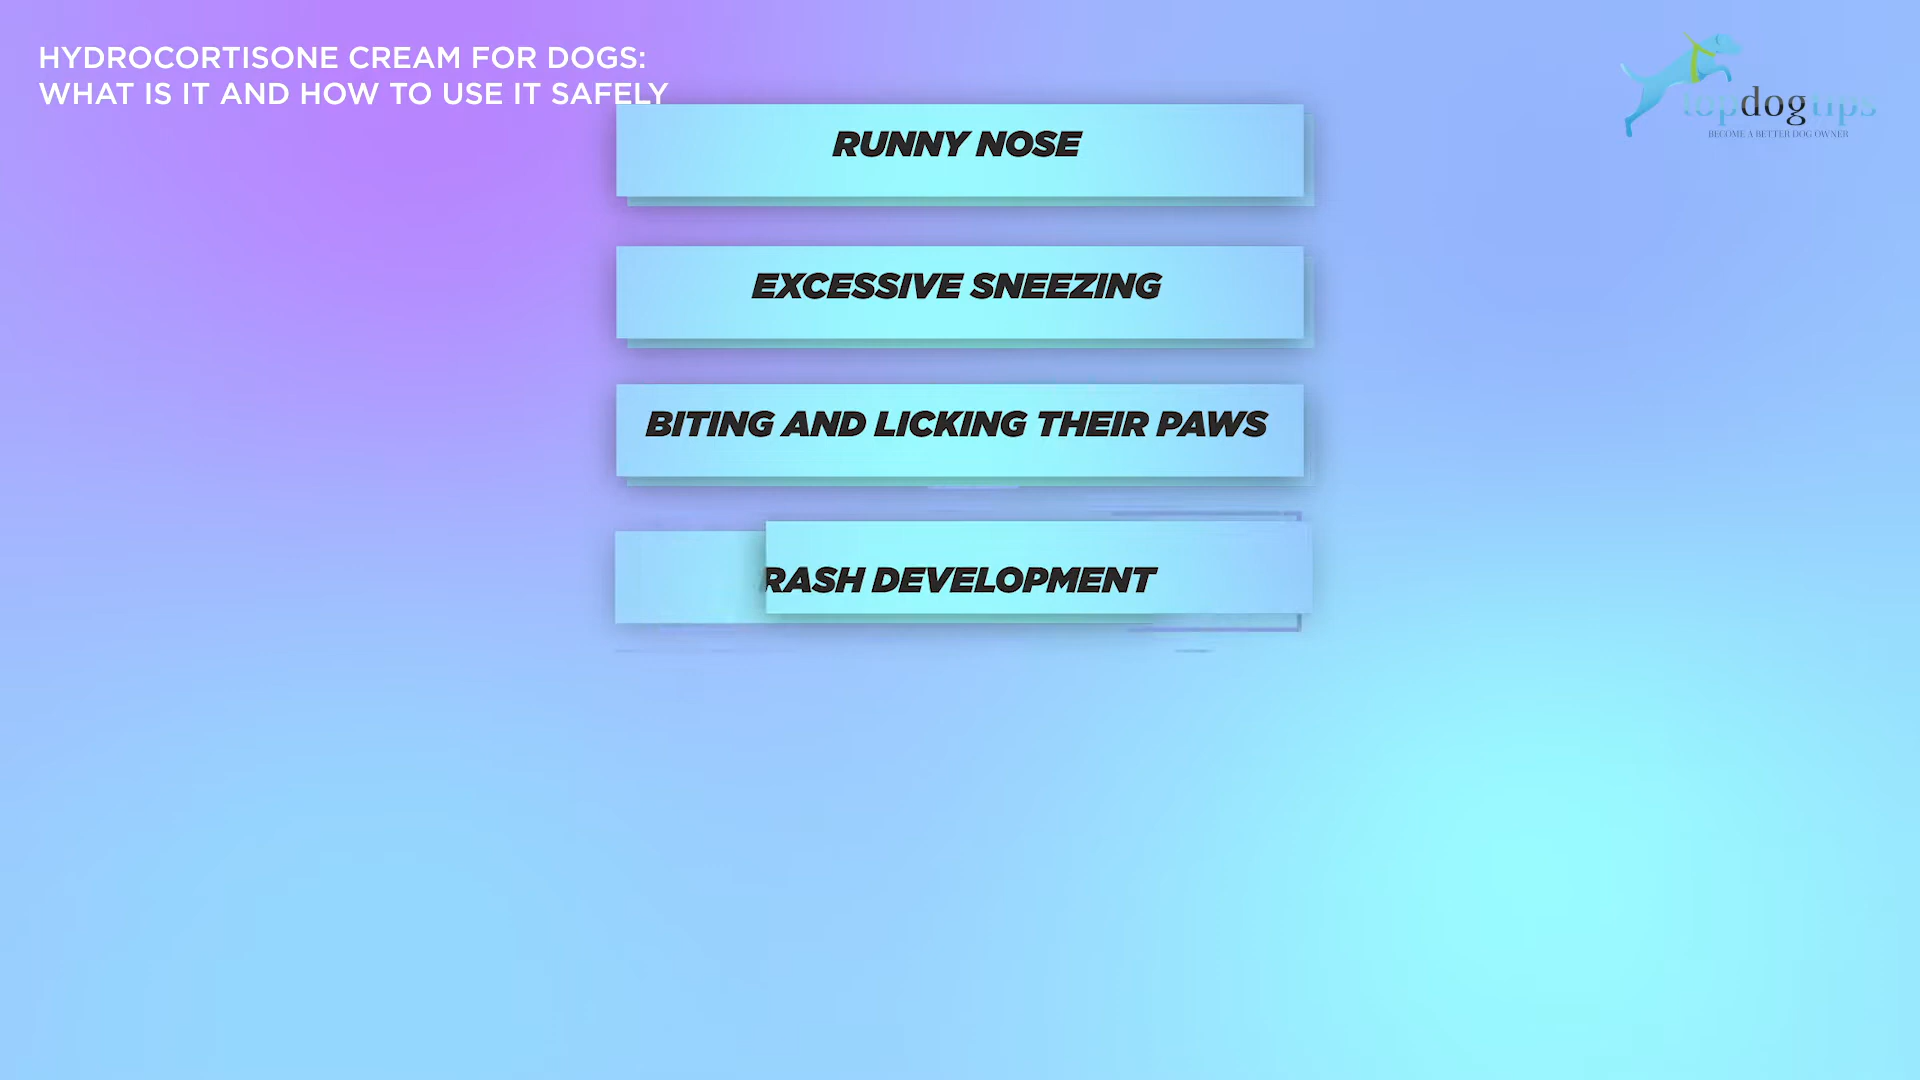 HYDROCORTISONE CREAM FOR DOGS:
WHAT IS IT AND HOW TO USE IT SAFELY
topdogtips
BECOME A BETTER DOG OWNER
RUNNY NOSE
EXCESSIVE SNEEZING
BITING AND LICKING THEIR PAWS
RASH DEVELOPMENT